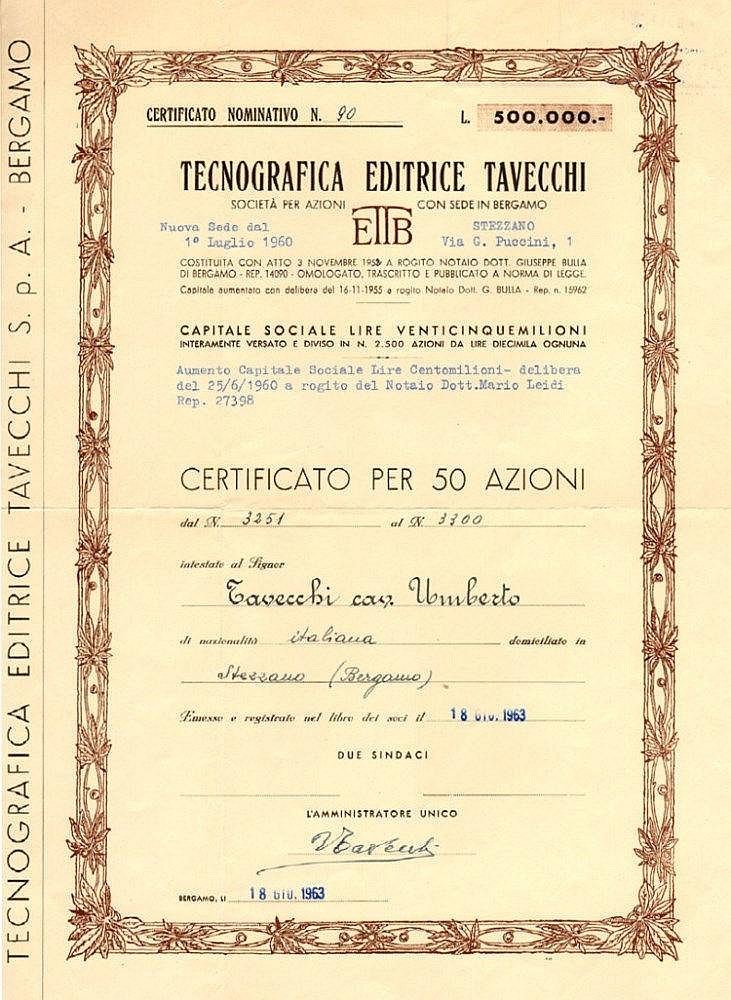 TECNOGRAFICA EDITRICE TAVECCHI S. p. A. - BERGAMO
CERTIFICATO NOMINATIVO N. 90
L. 500.000.-
TECNOGRAFICA EDITRICE TAVECCHI
SOCIETÀ PER AZIONI ETTB CON SEDE IN BERGAMO
Nuova Sede dal STEZZANO
1° Luglio 1960 Via G. Puccini, 1
COSTITUITA CON ATTO 3 NOVEMBRE A ROGITO NOTAIO DOTT. GIUSEPPE BULLA
DI BERGAMO - REP. 14090 - OMOLOGATO, TRASCRITTO E PUBBLICATO A NORMA DI LEGGE.
Capitale aumentato con delibera del 16-11-1955 a rogito Notaio Dott. G. BULLA - Rep. n. 15962
CAPITALE SOCIALE LIRE VENTICINQUEMILIONI
INTERAMENTE VERSATO E DIVISO IN N. 2.500 AZIONI DA LIRE DIECIMILA OGNUNA
Aumento Capitale Sociale Lire Centomilioni- delibera
del 25/6/1960 a rogito del Notaio Dott.Mario Leidi
Rep. 27398
CERTIFICATO PER 50 AZIONI
dal N. 3251 al N. 3300
intestato al Signor
Tavecchi cav. Umberto
di nazionalità italiana domiciliato in
Stezzano (Bergamo)
Emesso e registrato nel libro dei soci il 18 GIU. 1963
DUE SINDACI
L'AMMINISTRATORE UNICO
BERGAMO, LI 18 GIU. 1963